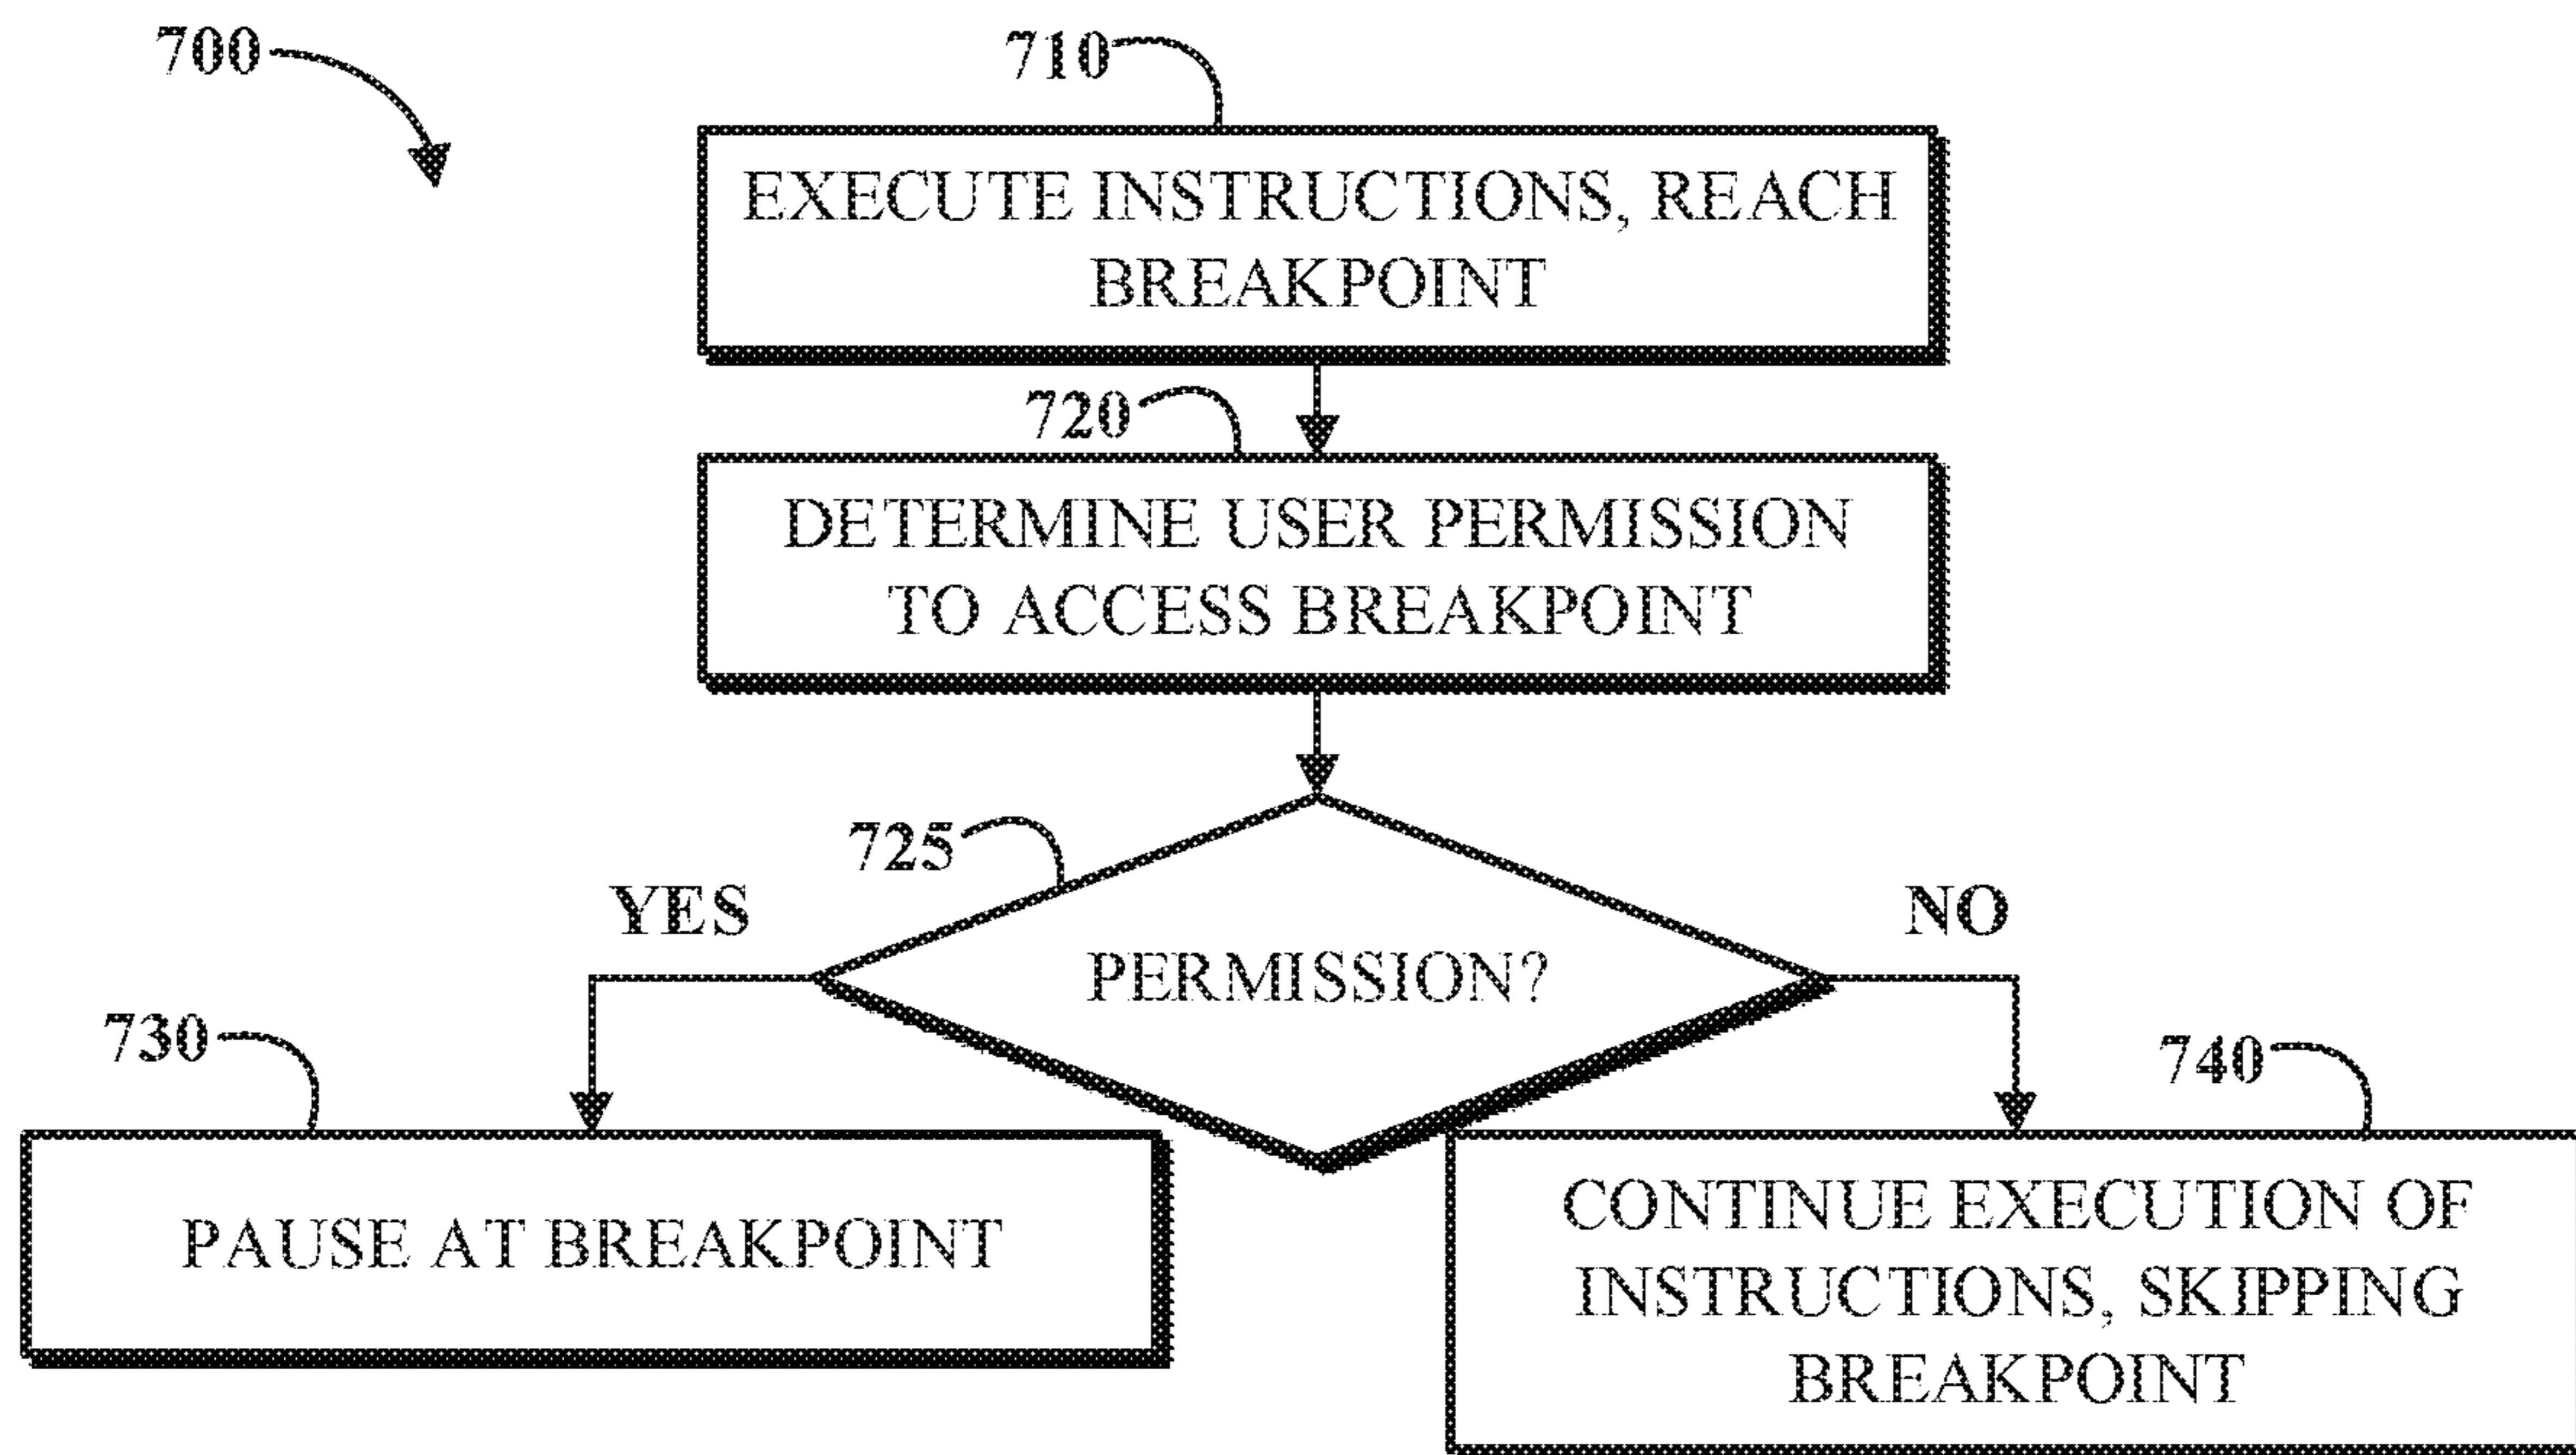 700
710
EXECUTE INSTRUCTIONS, REACH
BREAKPOINT
720
DETERMINE USER PERMISSION
TO ACCESS BREAKPOINT
725
YES
NO
PERMISSION?
730
740
PAUSE AT BREAKPOINT
CONTINUE EXECUTION OF
INSTRUCTIONS, SKIPPING
BREAKPOINT